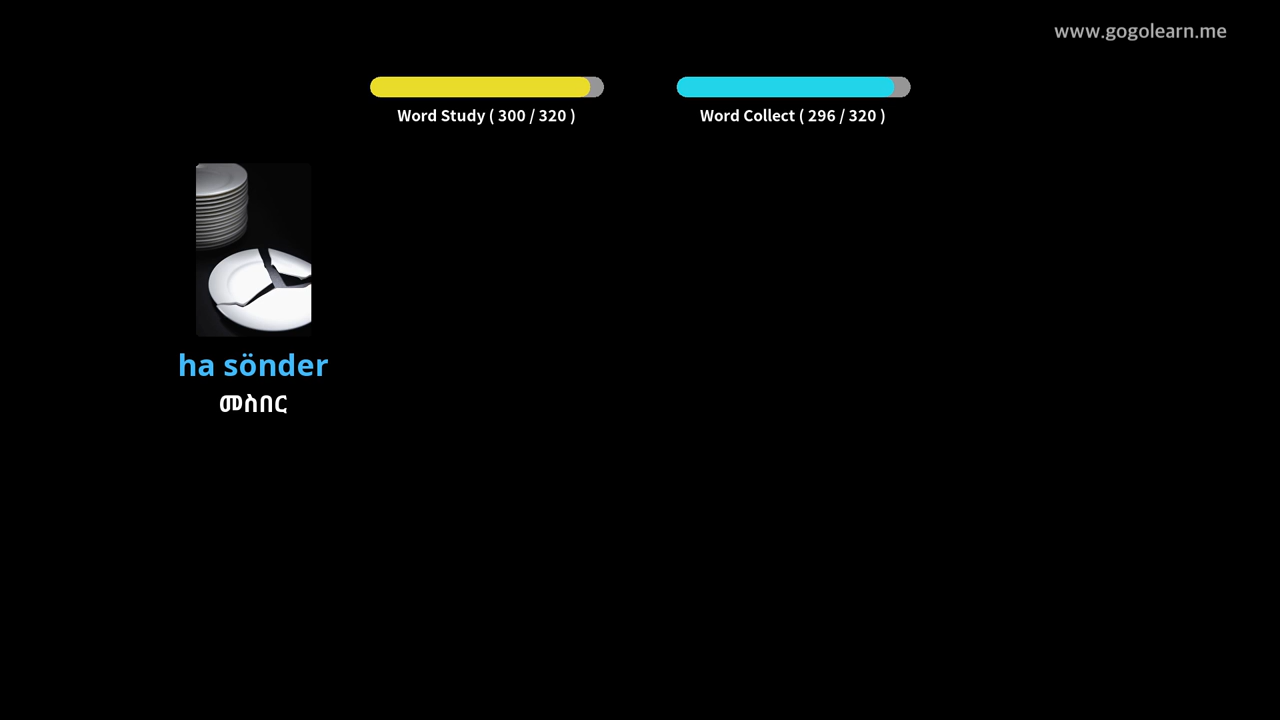 www.gogolearn.me
Word Study ( 300 / 320 )
Word Collect ( 296 / 320 )
ha sönder
መስበር